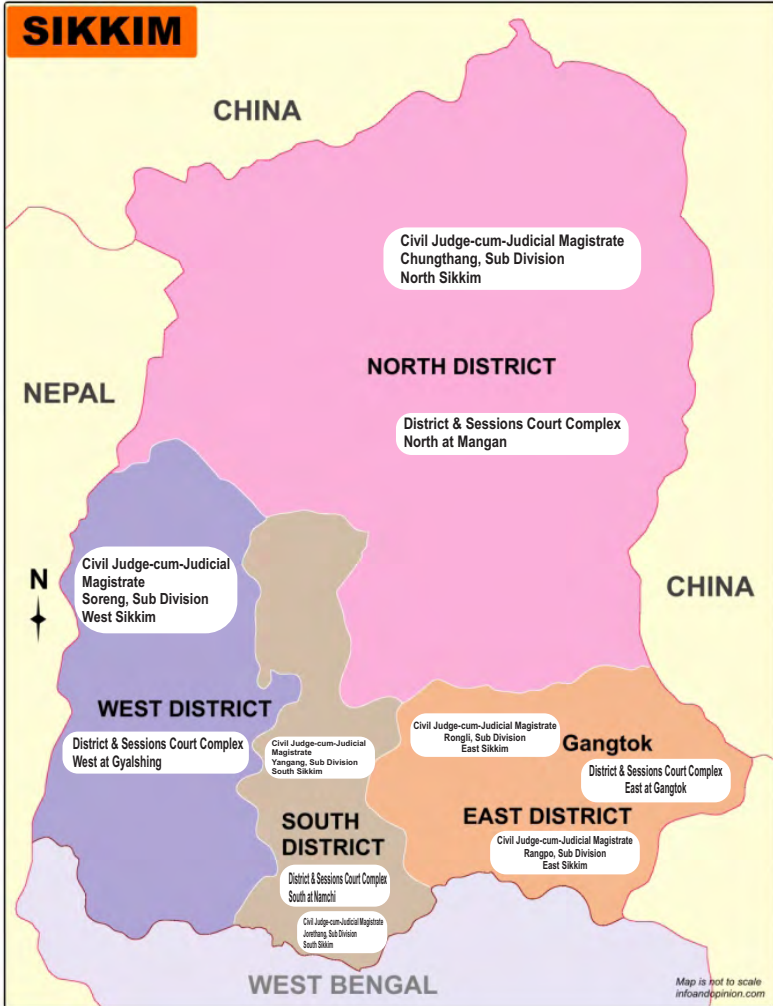 SIKKIM
CHINA
Civil Judge-cum-Judicial Magistrate
Chungthang, Sub Division
North Sikkim
NORTH DISTRICT
NEPAL
District & Sessions Court Complex
North at Mangan
Civil Judge-cum-Judicial
Magistrate
Soreng, Sub Division
West Sikkim
N
CHINA
WEST DISTRICT
District & Sessions Court Complex
West at Gyalshing
Civil Judge-cum-Judicial
Magistrate
Yangang, Sub Division
South Sikkim
Civil Judge-cum-Judicial Magistrate
Rongli, Sub Division
East Sikkim
Gangtok
District & Sessions Court Complex
East at Gangtok
SOUTH
DISTRICT
EAST DISTRICT
Civil Judge-cum-Judicial Magistrate
Rangpo, Sub Division
East Sikkim
District & Sessions Court Complex
South at Namchi
Civil Judge-cum-Judicial Magistrate
Jorethang, Sub Division
South Sikkim
WEST BENGAL
Map is not to scale
infoandopinion.com